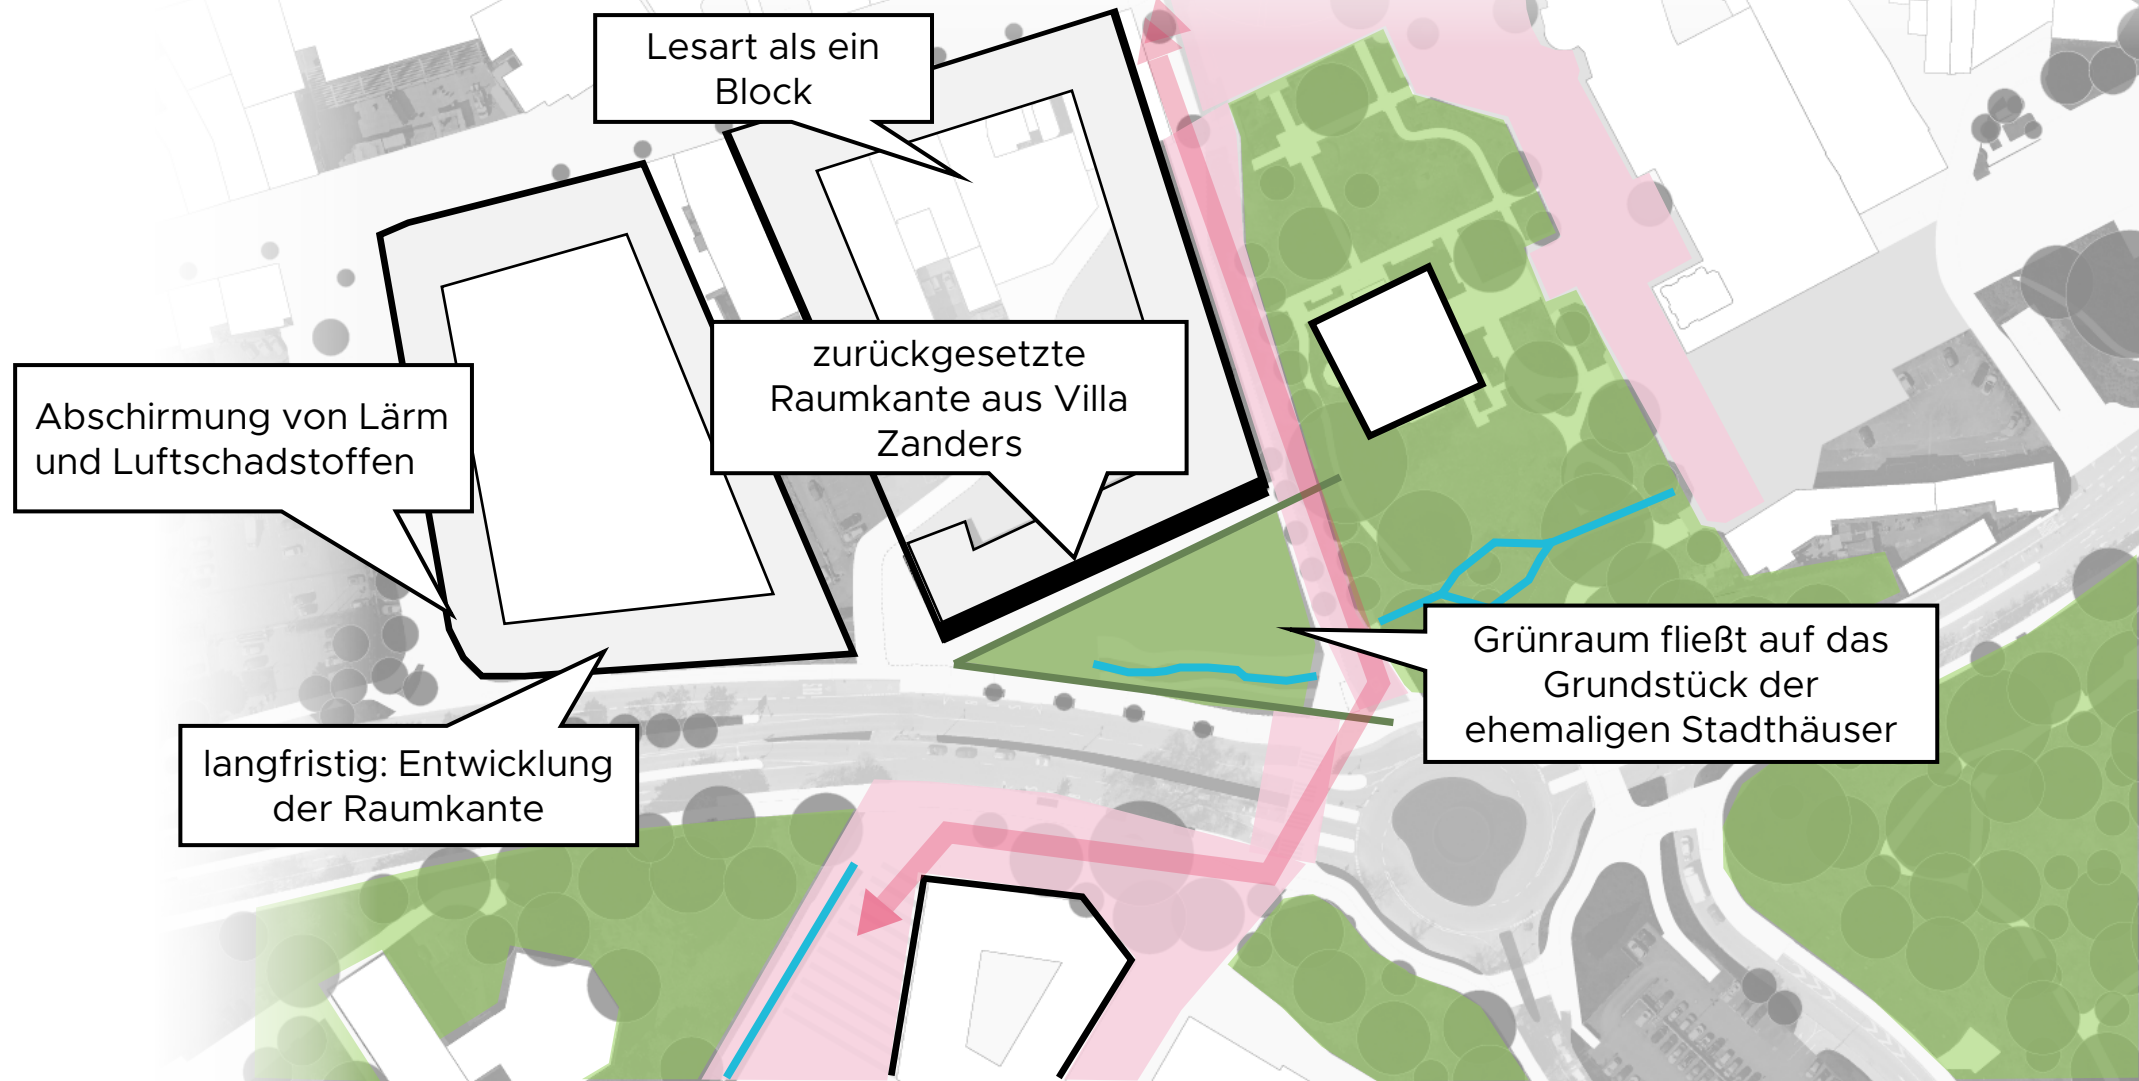 Lesart als ein
Block
zurückgesetzte
Raumkante aus Villa
Zanders
Abschirmung von Lärm
und Luftschadstoffen
Grünraum fließt auf das
Grundstück der
ehemaligen Stadthäuser
langfristig: Entwicklung
der Raumkante